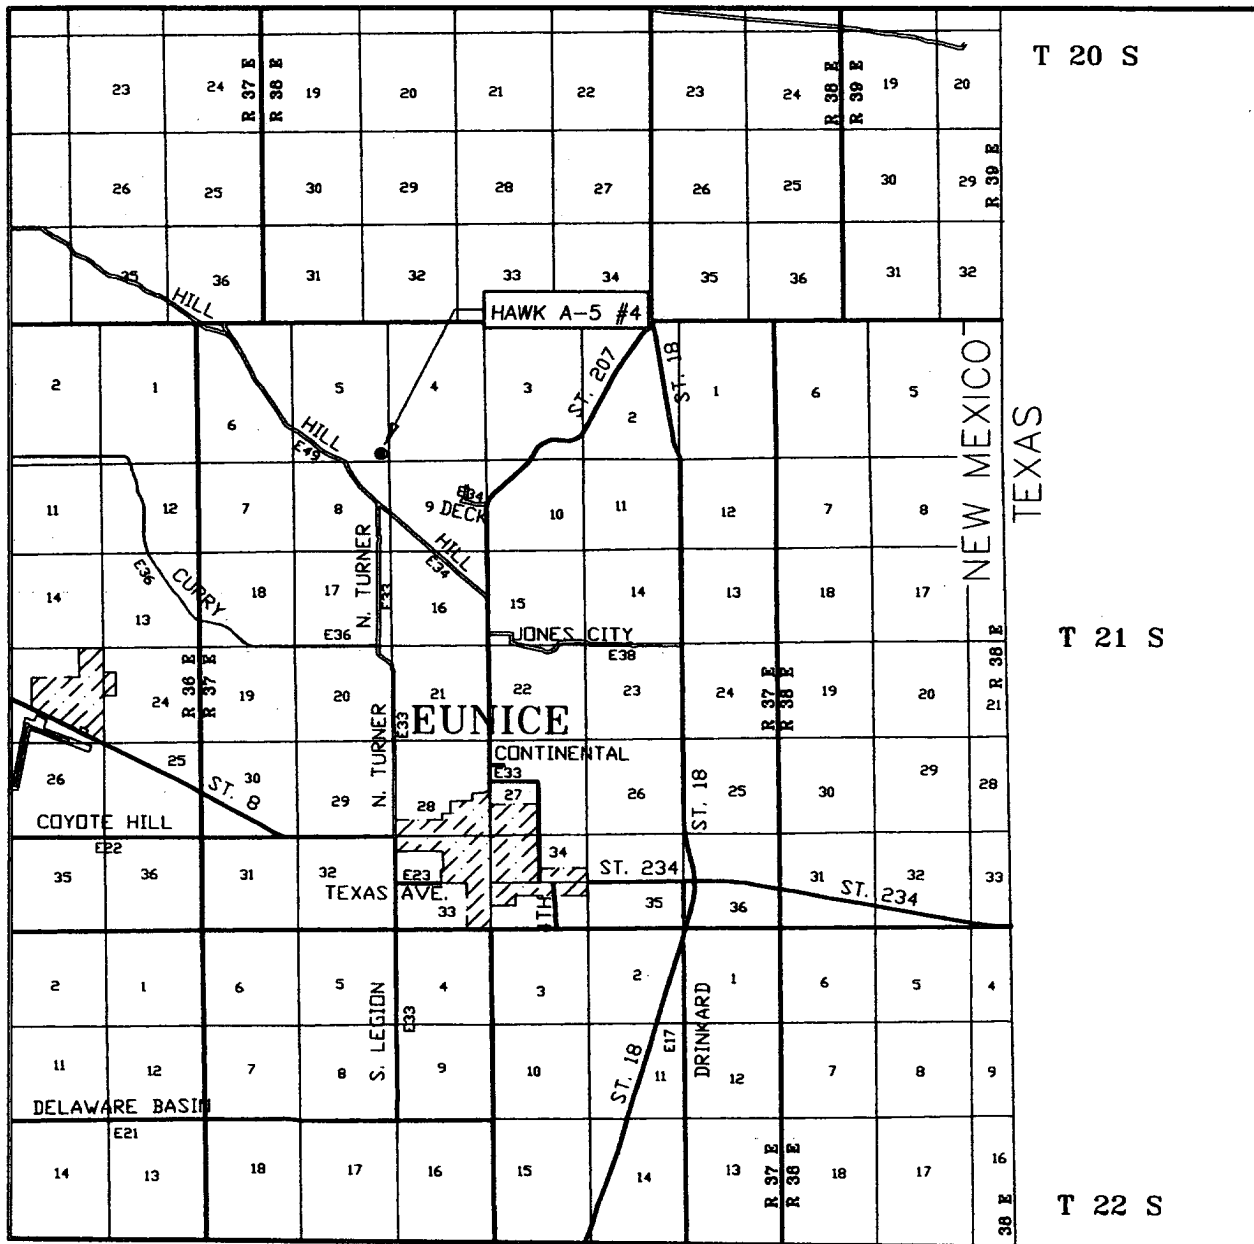 T 20 S
23 24 19 20 21 22 23 24 19 20
R 37 E
R 38 E
R 38 E
R 39 E
26 25 30 29 28 27 26 25 30 29
R 39 E
35 36 31 32 33 34 35 36 31 32
HILL
HAWK A-5 #4
2 1 6 5 4 3 2 1 6 5
ST. 207
ST. 18
HILL
E49
NEW MEXICO
TEXAS
11 12 7 8 9 10 11 12 7 8
E34
DECK
HILL
E34
N. TURNER
E33
E36
CURRY
14 13 18 17 16 15 14 13 18 17
E36
JONES CITY
E38
T 21 S
R 38 E
R 36 E
R 37 E
R 37 E
R 38 E
24 19 20 21 22 23 24 19 20 21
EUNICE
E33
N. TURNER
CONTINENTAL
E33
26 25 30 29 28 27 26 25 30 29 28
ST. 8
ST. 18
COYOTE HILL
E22
35 36 31 32 33 34 35 36 31 32 33
E23
TEXAS AVE.
ST. 234
ST. 234
4TH
2 1 6 5 4 3 2 1 6 5 4
S. LEGION
E33
DRINKARD
E17
ST. 18
11 12 7 8 9 10 11 12 7 8 9
DELAWARE BASIN
E21
14 13 18 17 16 15 14 13 18 17 16
R 37 E
R 38 E
38 E
T 22 S